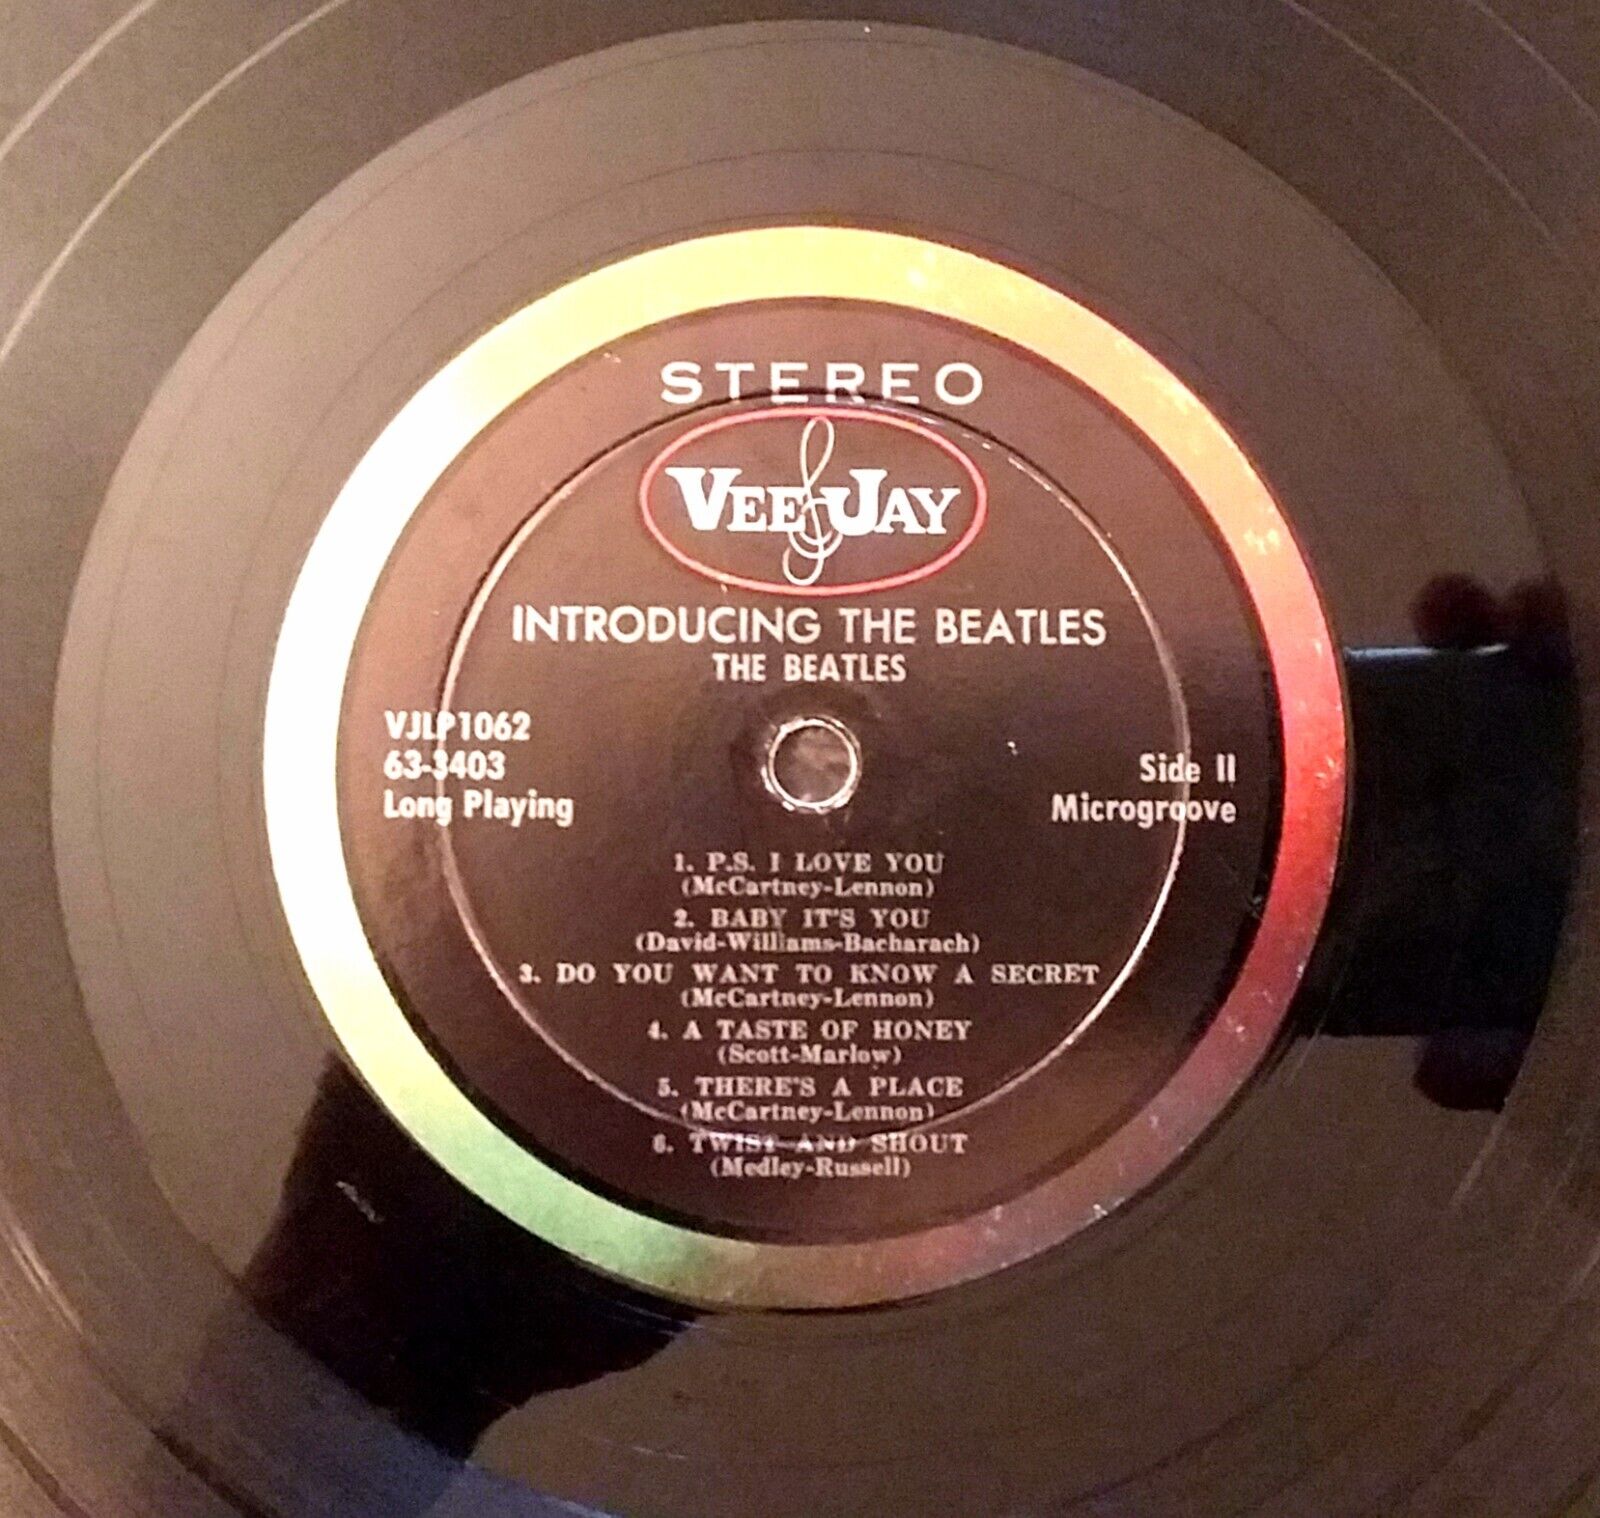 STEREO
VEE JAY
INTRODUCING THE BEATLES
THE BEATLES
VJLP1062
63-3403
Long Playing
Side II
Microgroove
1. P.S. I LOVE YOU
(McCartney-Lennon)
2. BABY IT'S YOU
(David-Williams-Bacharach)
3. DO YOU WANT TO KNOW A SECRET
(McCartney-Lennon)
4. A TASTE OF HONEY
(Scott-Marlow)
5. THERE'S A PLACE
(McCartney-Lennon)
6. TWIST AND SHOUT
(Medley-Russell)